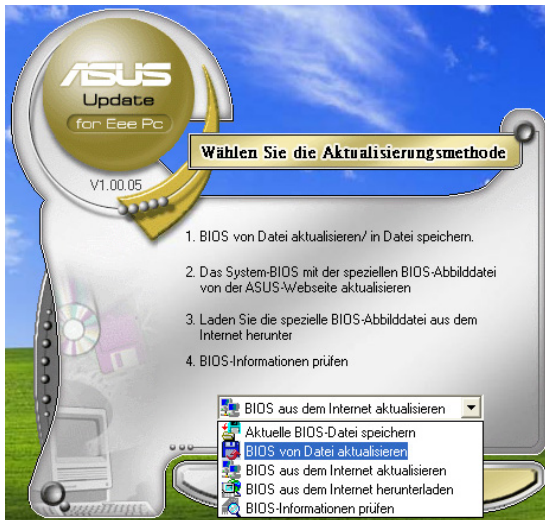 ASUS
Update
for Eee Pc
V1.00.05
Wählen Sie die Aktualisierungsmethode
1. BIOS von Datei aktualisieren/ in Datei speichern.
2. Das System-BIOS mit der speziellen BIOS-Abbilddatei
von der ASUS-Webseite aktualisieren
3. Laden Sie die spezielle BIOS-Abbilddatei aus dem
Internet herunter
4. BIOS-Informationen prüfen
BIOS aus dem Internet aktualisieren
Aktuelle BIOS-Datei speichern
BIOS von Datei aktualisieren
BIOS aus dem Internet aktualisieren
BIOS aus dem Internet herunterladen
BIOS-Informationen prüfen